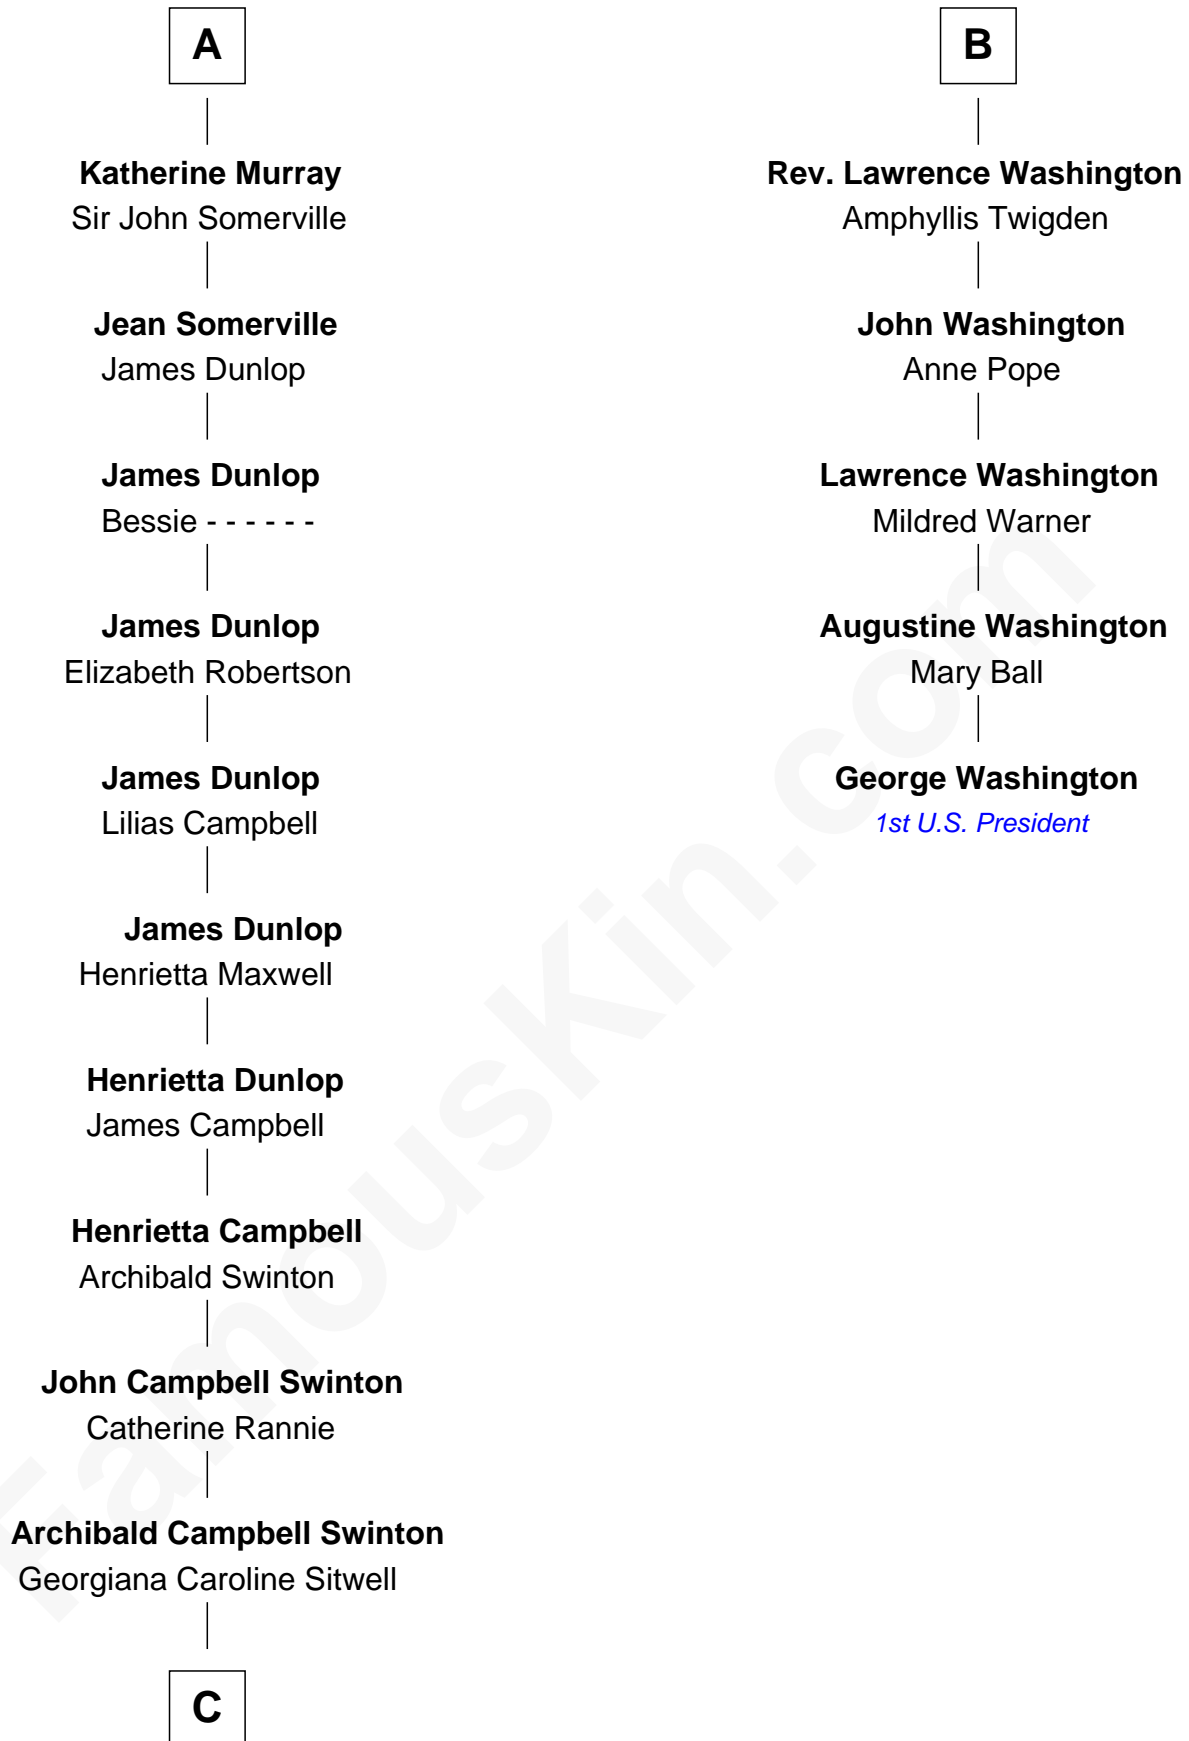 A
Katherine Murray
Sir John Somerville
Jean Somerville
James Dunlop
James Dunlop
Bessie - - - - - -
James Dunlop
Elizabeth Robertson
James Dunlop
Lilias Campbell
James Dunlop
Henrietta Maxwell
Henrietta Dunlop
James Campbell
Henrietta Campbell
Archibald Swinton
John Campbell Swinton
Catherine Rannie
Archibald Campbell Swinton
Georgiana Caroline Sitwell
C
B
Rev. Lawrence Washington
Amphyllis Twigden
John Washington
Anne Pope
Lawrence Washington
Mildred Warner
Augustine Washington
Mary Ball
George Washington
1st U.S. President
FamousKin.com